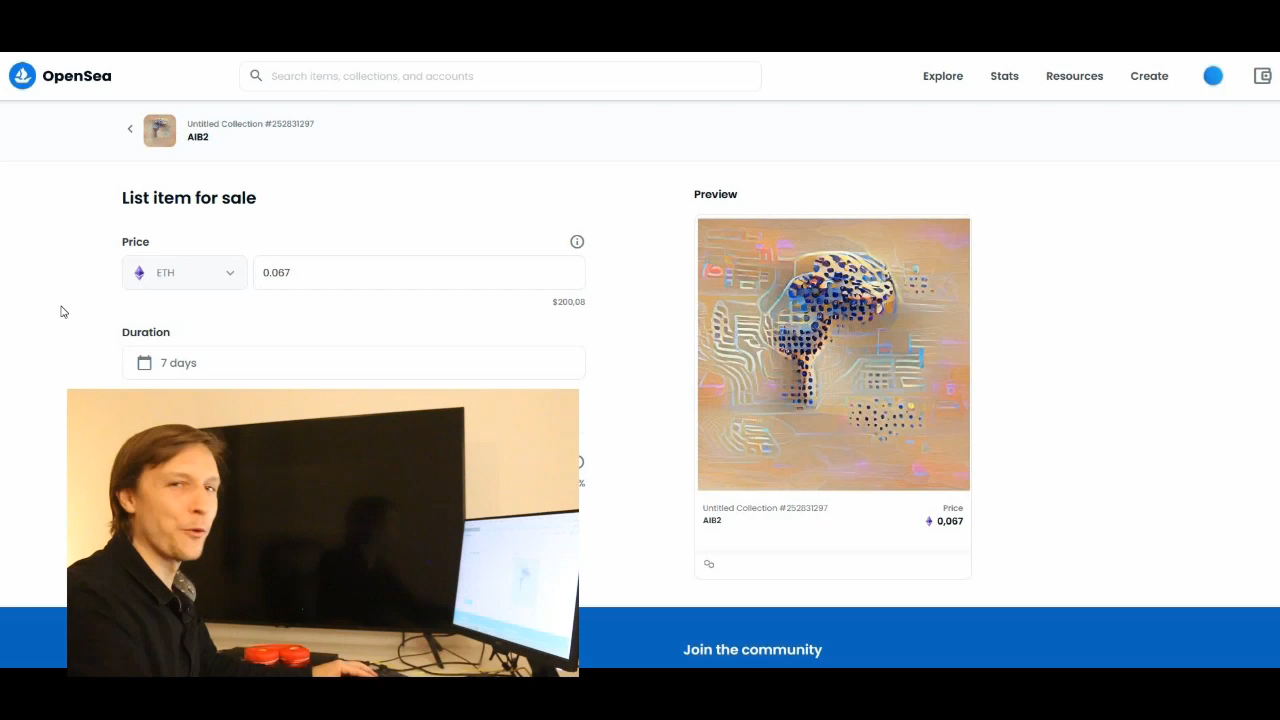 OpenSea
Search items, collections, and accounts
Explore
Stats
Resources
Create
Untitled Collection #252831297
AIB2
List item for sale
Price
ETH
0.067
$200,08
Duration
7 days
%
Preview
Untitled Collection #252831297
Price
AIB2
0,067
Join the community